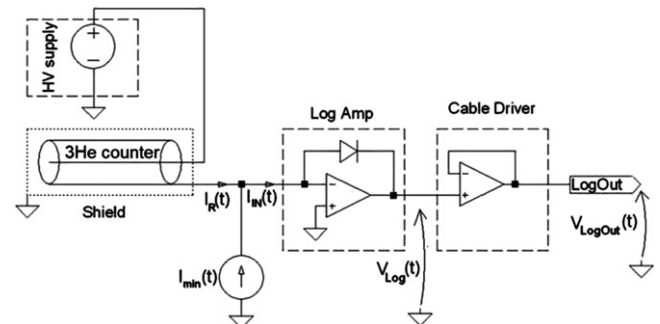 HV supply
+
−
3He counter
Shield
I_R(t)
I_IN(t)
I_min(t)
Log Amp
−
+
V_Log(t)
Cable Driver
−
+
LogOut
V_LogOut(t)